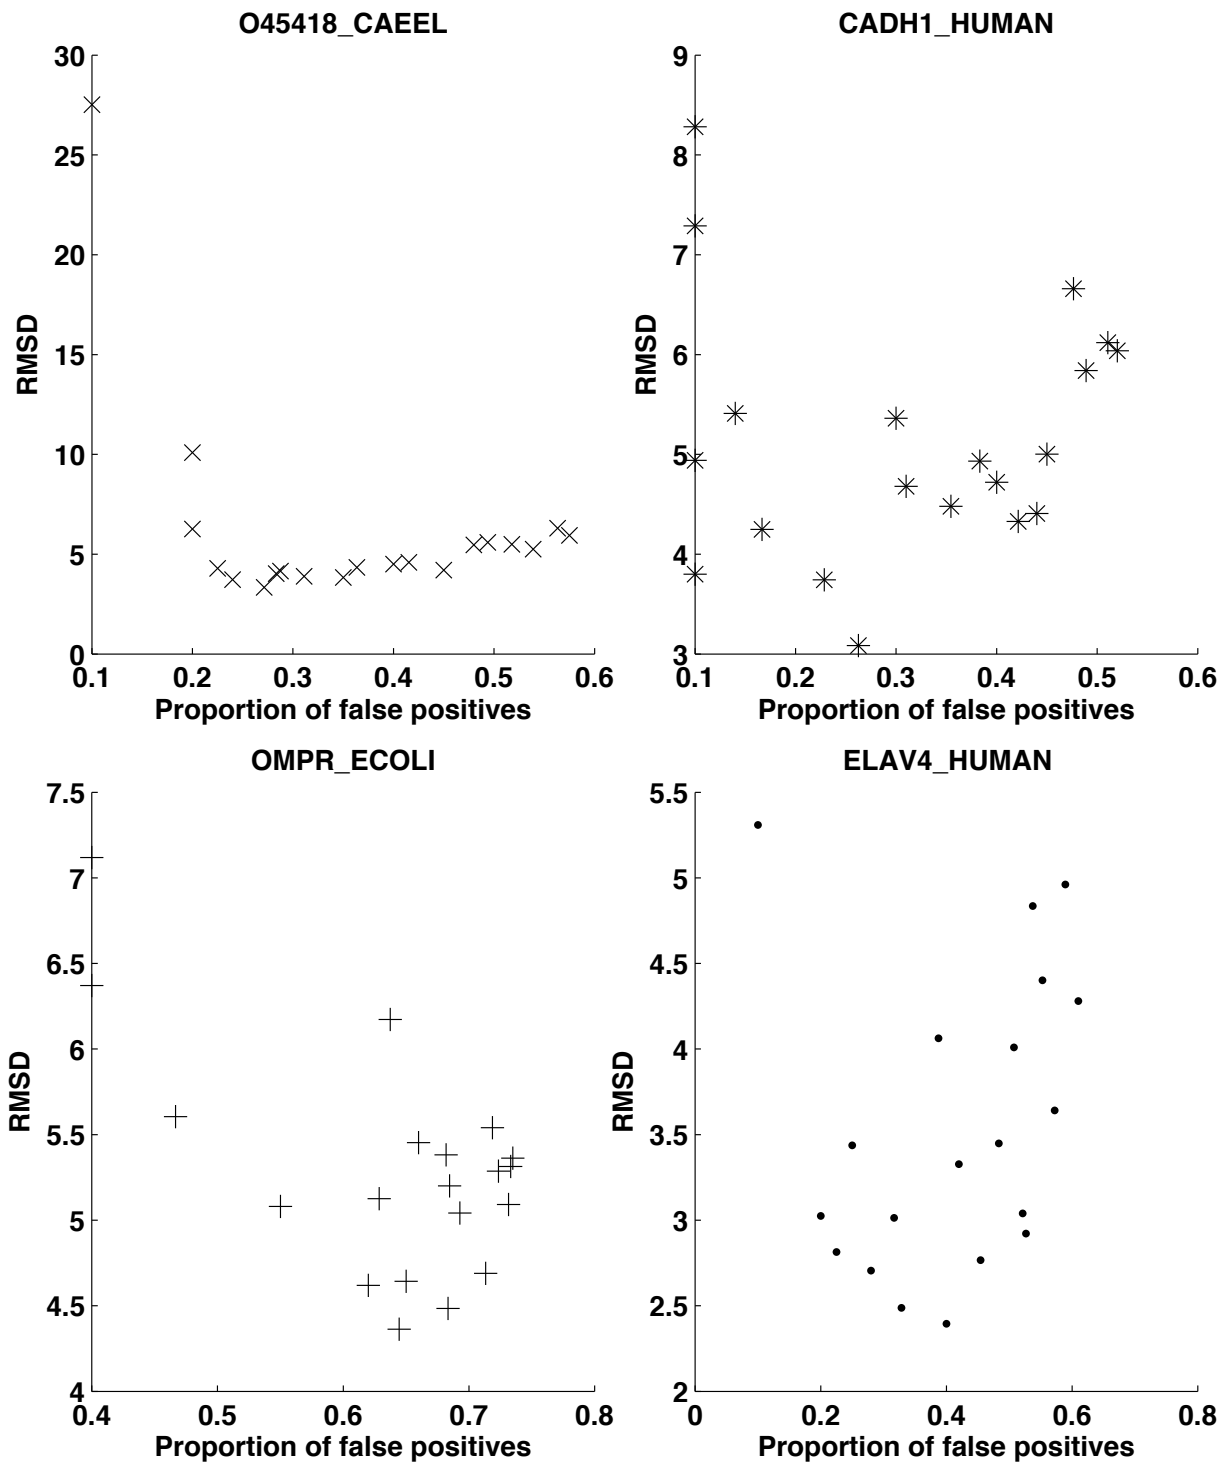 O45418_CAEEL
30
25
20
15
10
5
0
RMSD
0.1 0.2 0.3 0.4 0.5 0.6
Proportion of false positives
CADH1_HUMAN
9
8
7
6
5
4
3
RMSD
0.1 0.2 0.3 0.4 0.5 0.6
Proportion of false positives
OMPR_ECOLI
7.5
7
6.5
6
5.5
5
4.5
4
RMSD
0.4 0.5 0.6 0.7 0.8
Proportion of false positives
ELAV4_HUMAN
5.5
5
4.5
4
3.5
3
2.5
2
RMSD
0 0.2 0.4 0.6 0.8
Proportion of false positives